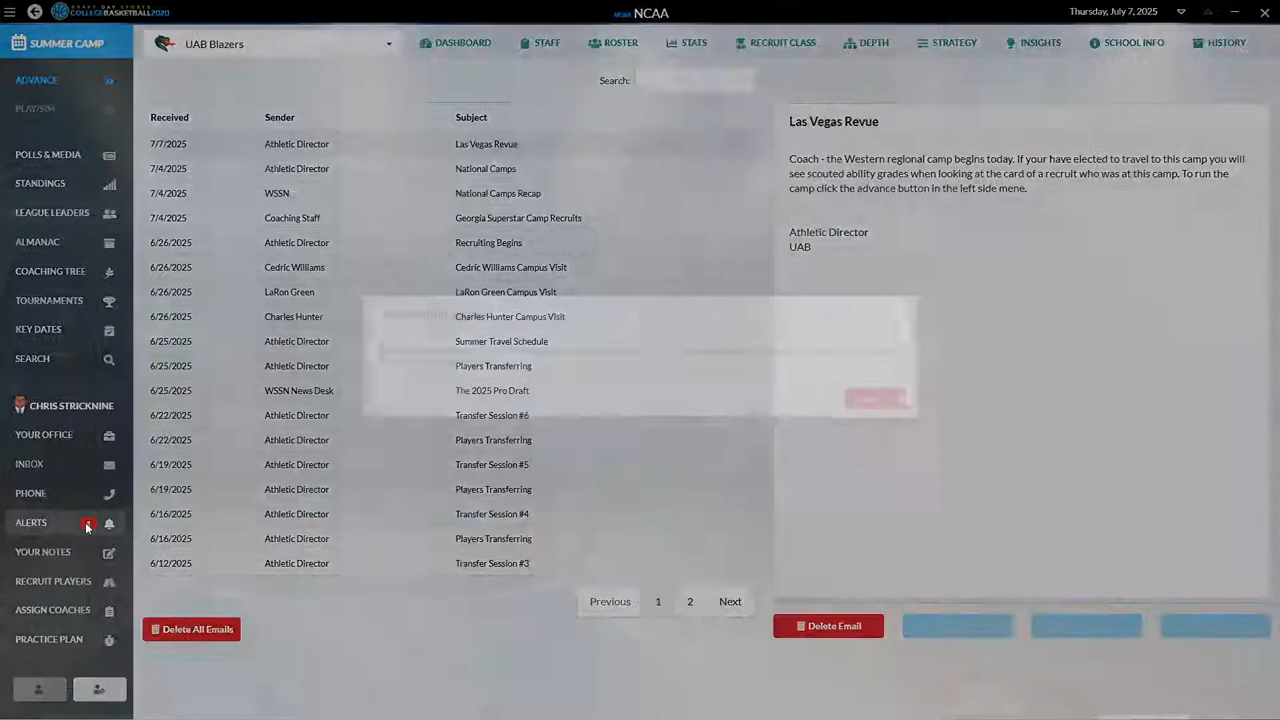 DRAFT DAY SPORTS
COLLEGE BASKETBALL 2020
NCAA
Thursday, July 7, 2025
SUMMER CAMP
UAB Blazers
DASHBOARD
STAFF
ROSTER
STATS
RECRUIT CLASS
DEPTH
STRATEGY
INSIGHTS
SCHOOL INFO
HISTORY
ADVANCE
PLAY/SIM
POLLS & MEDIA
STANDINGS
LEAGUE LEADERS
ALMANAC
COACHING TREE
TOURNAMENTS
KEY DATES
SEARCH
CHRIS STRICKNINE
YOUR OFFICE
INBOX
PHONE
ALERTS
YOUR NOTES
RECRUIT PLAYERS
ASSIGN COACHES
PRACTICE PLAN
Search:
Received Sender Subject
7/7/2025 Athletic Director Las Vegas Revue
7/4/2025 Athletic Director National Camps
7/4/2025 WSSN National Camps Recap
7/4/2025 Coaching Staff Georgia Superstar Camp Recruits
6/26/2025 Athletic Director Recruiting Begins
6/26/2025 Cedric Williams Cedric Williams Campus Visit
6/26/2025 LaRon Green LaRon Green Campus Visit
6/26/2025 Charles Hunter Charles Hunter Campus Visit
6/25/2025 Athletic Director Summer Travel Schedule
6/25/2025 Athletic Director Players Transferring
6/25/2025 WSSN News Desk The 2025 Pro Draft
6/22/2025 Athletic Director Transfer Session #6
6/22/2025 Athletic Director Players Transferring
6/19/2025 Athletic Director Transfer Session #5
6/19/2025 Athletic Director Players Transferring
6/16/2025 Athletic Director Transfer Session #4
6/16/2025 Athletic Director Players Transferring
6/12/2025 Athletic Director Transfer Session #3
Previous 1 2 Next
Delete All Emails
Las Vegas Revue
Coach - the Western regional camp begins today. If your have elected to travel to this camp you will
see scouted ability grades when looking at the card of a recruit who was at this camp. To run the
camp click the advance button in the left side mene.
Athletic Director
UAB
Delete Email